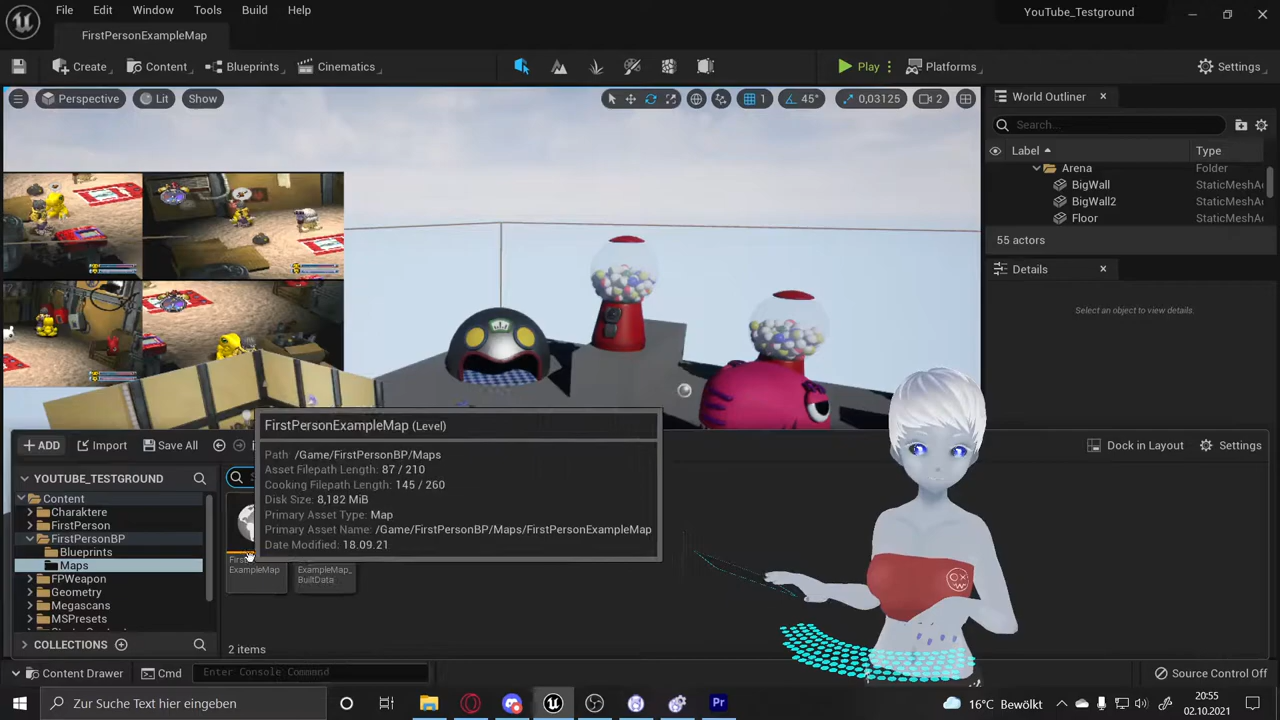 File Edit Window Tools Build Help
YouTube_Testground
FirstPersonExampleMap
Create Content Blueprints Cinematics Play Platforms Settings
Perspective Lit Show
1 45° 0,03125 2
World Outliner
Search...
Label Type
Arena Folder
BigWall StaticMeshA
BigWall2 StaticMeshA
Floor StaticMeshA
55 actors
Details
Select an object to view details.
ADD Import Save All
Dock in Layout Settings
FirstPersonExampleMap (Level)
Path: /Game/FirstPersonBP/Maps
Asset Filepath Length: 87 / 210
Cooking Filepath Length: 145 / 260
Disk Size: 8,182 MiB
Primary Asset Type: Map
Primary Asset Name: /Game/FirstPersonBP/Maps/FirstPersonExampleMap
Date Modified: 18.09.21
YOUTUBE_TESTGROUND
Content
Charaktere
FirstPerson
FirstPersonBP
Blueprints
Maps
FPWeapon
Geometry
Megascans
MSPresets
COLLECTIONS
ExampleMap
ExampleMap_
BuiltData
2 items
Content Drawer Cmd Enter Console Command
Source Control Off
Zur Suche Text hier eingeben
Pr
16°C Bewölkt
20:55
02.10.2021